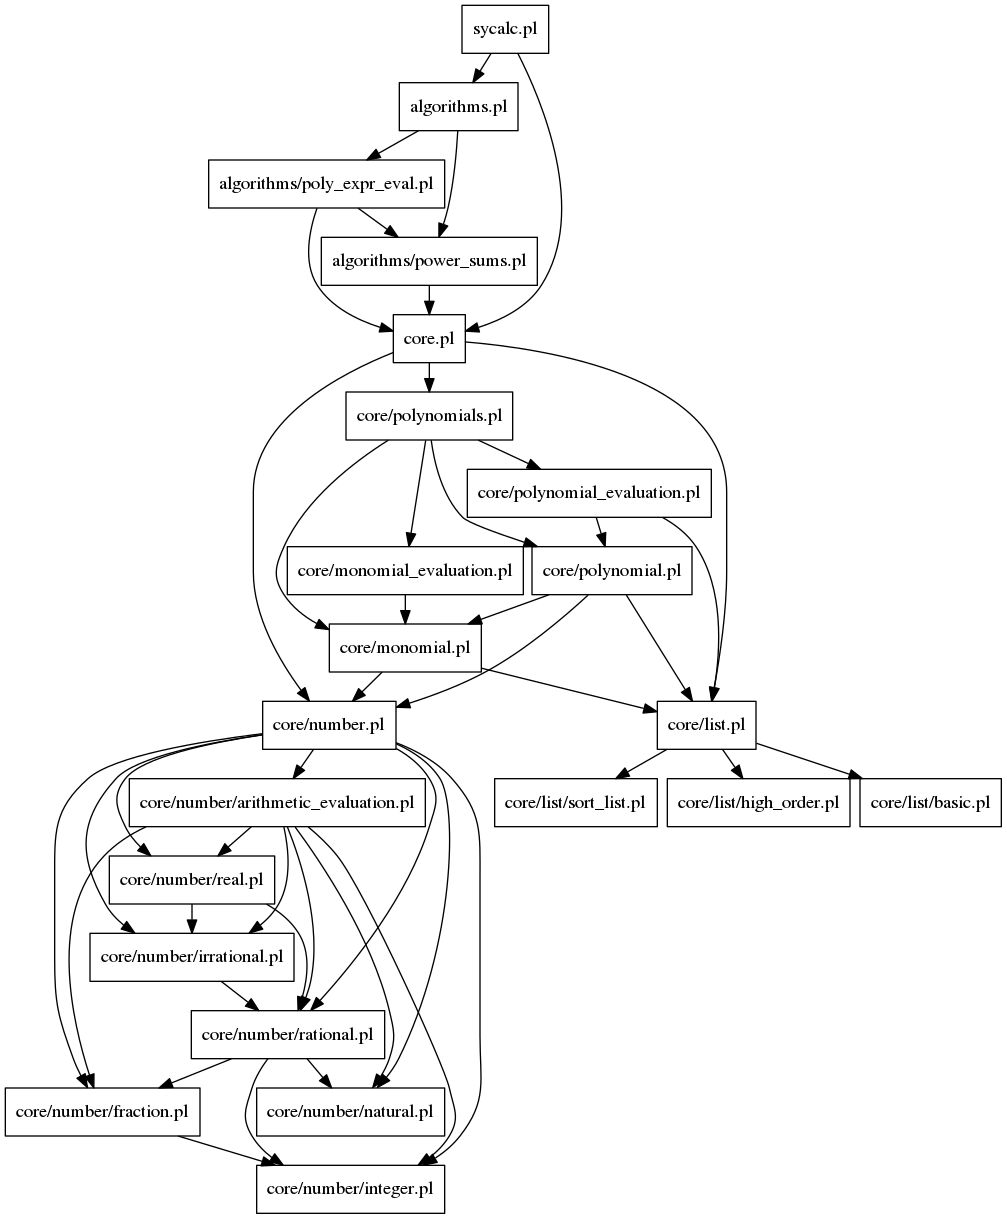 sycalc.pl
algorithms.pl
algorithms/poly_expr_eval.pl
algorithms/power_sums.pl
core.pl
core/polynomials.pl
core/polynomial_evaluation.pl
core/monomial_evaluation.pl
core/polynomial.pl
core/monomial.pl
core/number.pl
core/list.pl
core/number/arithmetic_evaluation.pl
core/list/sort_list.pl
core/list/high_order.pl
core/list/basic.pl
core/number/real.pl
core/number/irrational.pl
core/number/rational.pl
core/number/fraction.pl
core/number/natural.pl
core/number/integer.pl